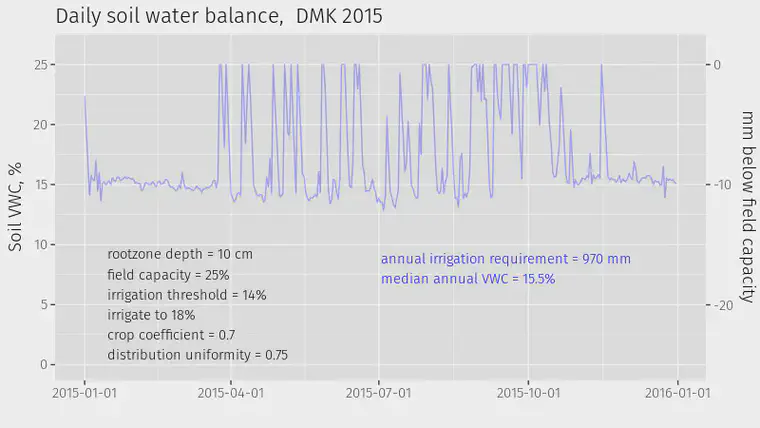 Daily soil water balance, DMK 2015
25
20
15
10
5
0
Soil VWC, %
0
-10
-20
mm below field capacity
rootzone depth = 10 cm
field capacity = 25%
irrigation threshold = 14%
irrigate to 18%
crop coefficient = 0.7
distribution uniformity = 0.75
annual irrigation requirement = 970 mm
median annual VWC = 15.5%
2015-01-01
2015-04-01
2015-07-01
2015-10-01
2016-01-01